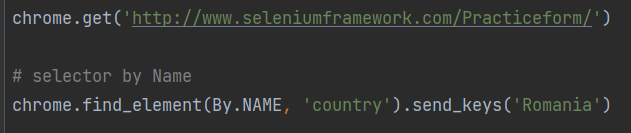 chrome.get('http://www.seleniumframework.com/Practiceform/')
# selector by Name
chrome.find_element(By.NAME, 'country').send_keys('Romania')